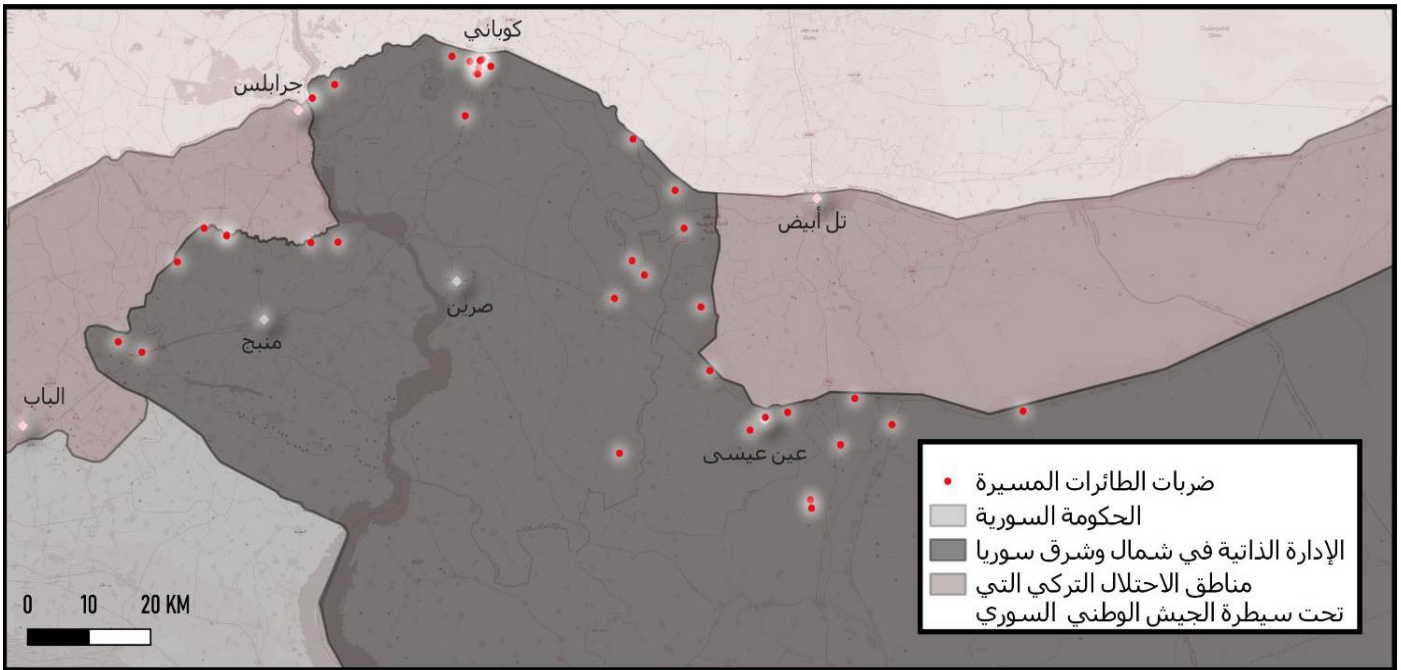 كوباني
جرابلس
تل أبيض
صرين
منبج
الباب
عين عيسى
ضربات الطائرات المسيرة
الحكومة السورية
الإدارة الذاتية في شمال وشرق سوريا
مناطق الاحتلال التركي التي
تحت سيطرة الجيش الوطني السوري
0 10 20 KM